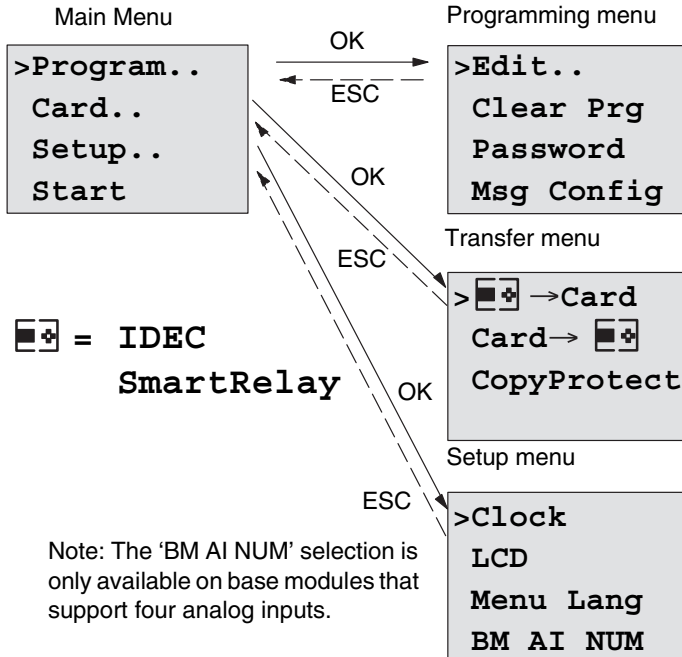 Main Menu
>Program..
Card..
Setup..
Start
OK
ESC
Programming menu
>Edit..
Clear Prg
Password
Msg Config
OK
ESC
Transfer menu
> →Card
Card→
CopyProtect
= IDEC
SmartRelay
OK
ESC
Setup menu
>Clock
LCD
Menu Lang
BM AI NUM
Note: The ‘BM AI NUM’ selection is
only available on base modules that
support four analog inputs.